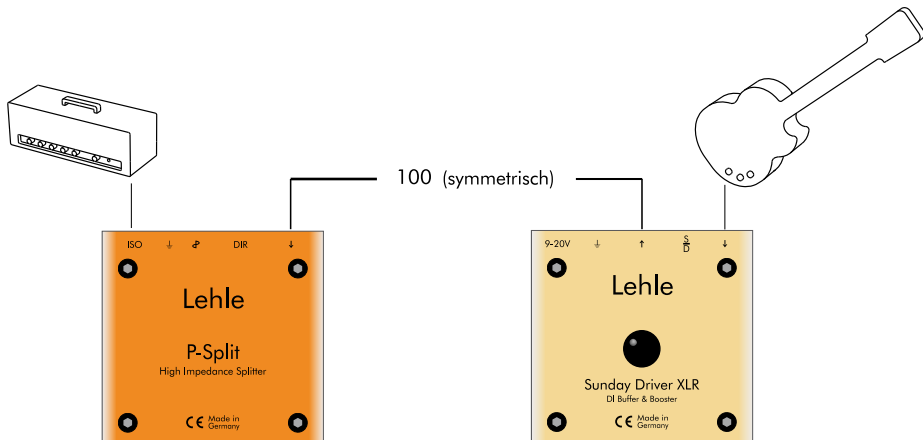 100 (symmetrisch)
ISO DIR ↓
Lehle
P-Split
High Impedance Splitter
CE Made in
Germany
9-20V ↑ S/D ↓
Lehle
Sunday Driver XLR
DI Buffer & Booster
CE Made in
Germany